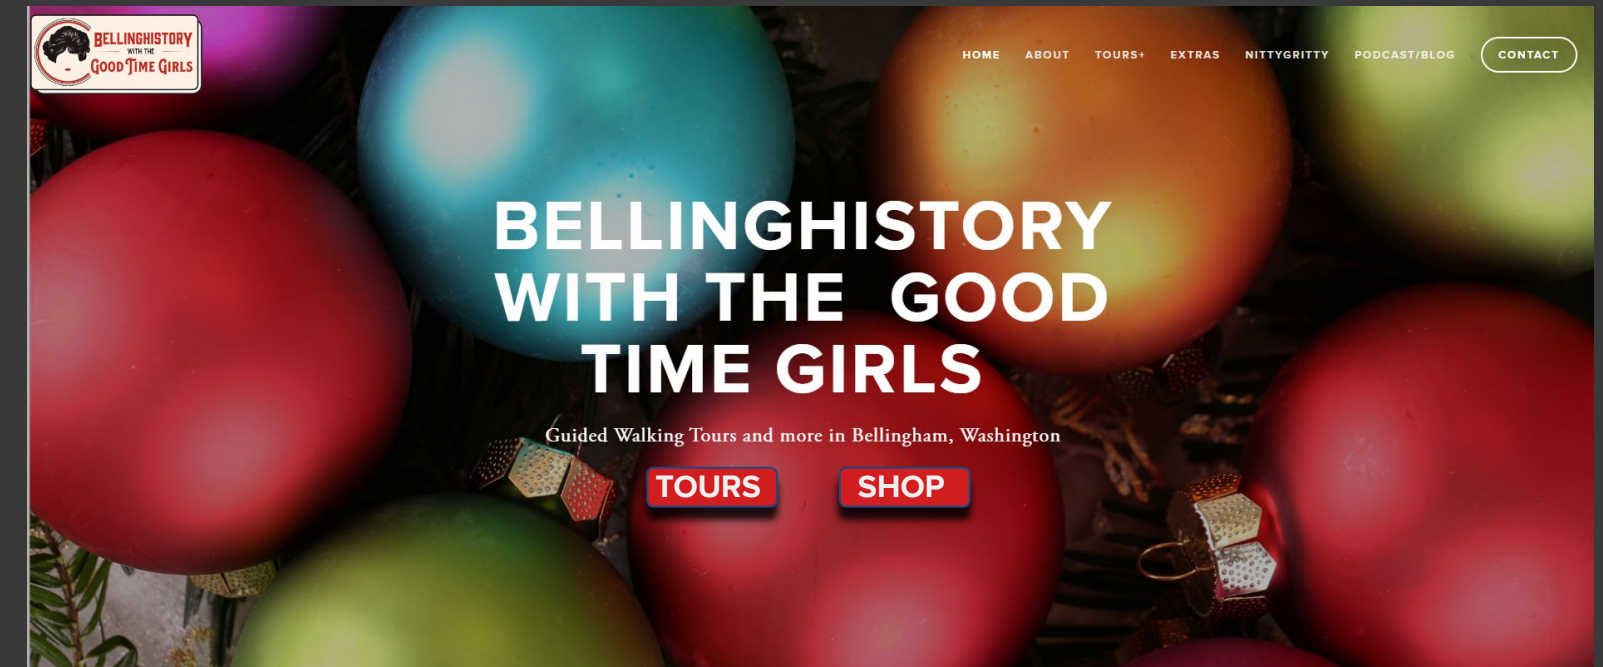 BELLINGHISTORY
WITH THE
GOOD TIME GIRLS
HOME ABOUT TOURS+ EXTRAS NITTYGRITTY PODCAST/BLOG CONTACT
BELLINGHISTORY
WITH THE GOOD
TIME GIRLS
Guided Walking Tours and more in Bellingham, Washington
TOURS SHOP